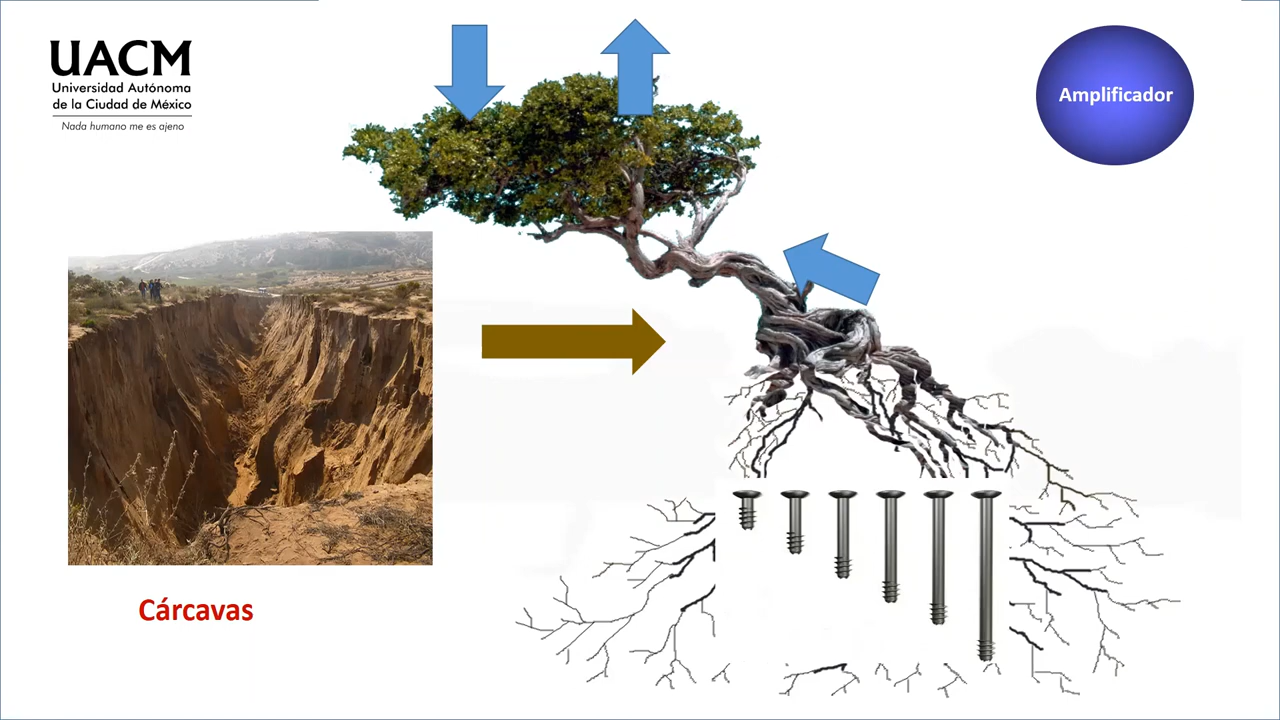 UACM
Universidad Autónoma
de la Ciudad de México
Nada humano me es ajeno
Amplificador
Cárcavas